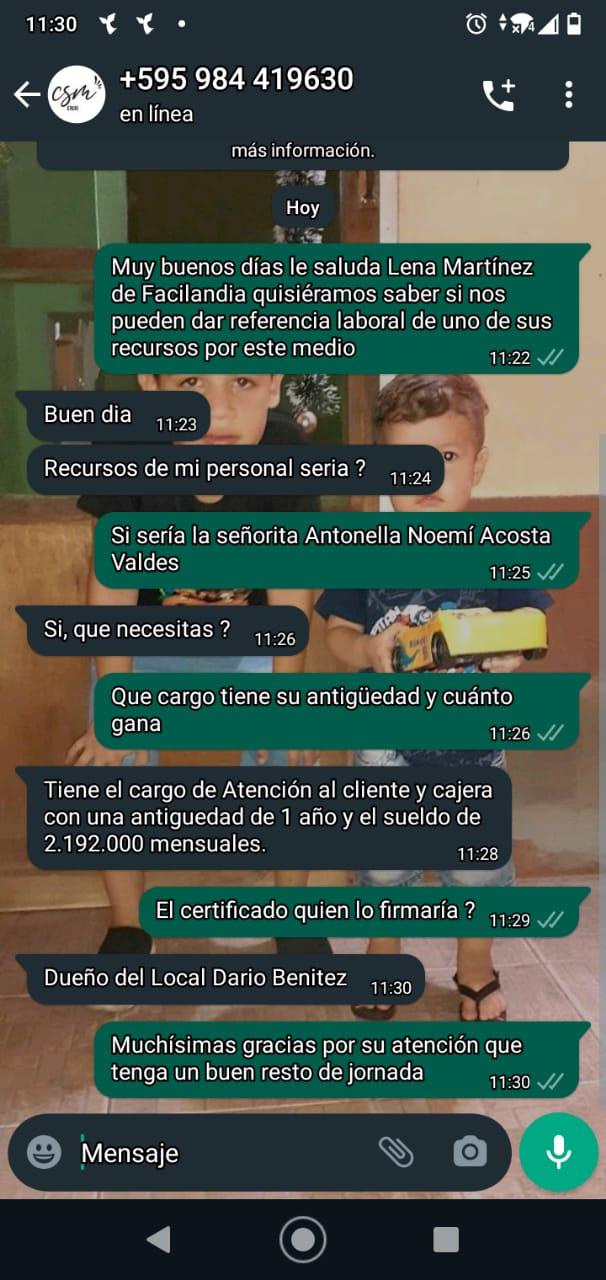 11:30
4
csm
+595 984 419630
en línea
más información.
Hoy
Muy buenos días le saluda Lena Martínez
de Facilandia quisiéramos saber si nos
pueden dar referencia laboral de uno de sus
recursos por este medio
11:22
Buen dia 11:23
Recursos de mi personal seria ? 11:24
Si sería la señorita Antonella Noemí Acosta
Valdes
11:25
Si, que necesitas ? 11:26
Que cargo tiene su antigüedad y cuánto
gana
11:26
Tiene el cargo de Atención al cliente y cajera
con una antiguedad de 1 año y el sueldo de
2.192.000 mensuales.
11:28
El certificado quien lo firmaría ? 11:29
Dueño del Local Dario Benitez 11:30
Muchísimas gracias por su atención que
tenga un buen resto de jornada
11:30
Mensaje